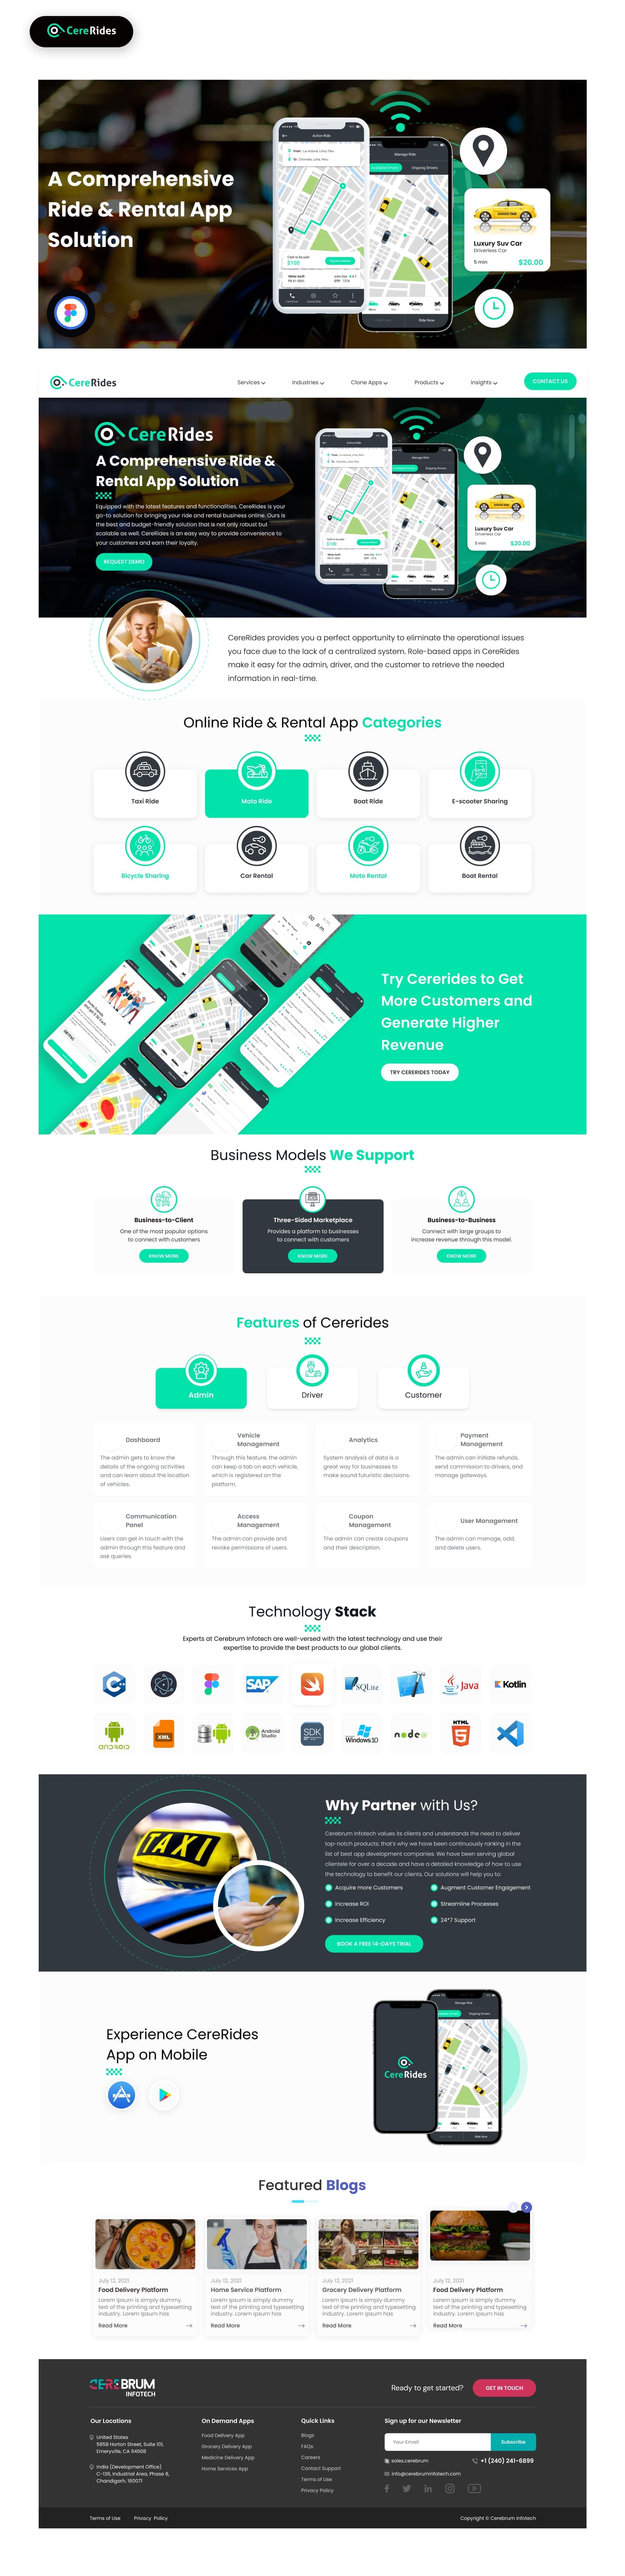 CereRides
A Comprehensive
Ride & Rental App
Solution
Active Ride
Manage Ride
Ongoing Drivers
$100
Ride Now
Luxury Suv Car
Driverless Car
5 min $20.00
CereRides
Services
Industries
Clone Apps
Products
Insights
CONTACT US
CereRides
A Comprehensive Ride &
Rental App Solution
Equipped with the latest features and functionalities, CereRides is your
go-to solution for bringing your ride and rental business online. Ours is
the best and budget-friendly solution that is not only robust but
scalable as well. CereRides is an easy way to provide convenience to
your customers and earn their loyalty.
REQUEST DEMO
Luxury Suv Car
Driverless Car
5 min $20.00
CereRides provides you a perfect opportunity to eliminate the operational issues
you face due to the lack of a centralized system. Role-based apps in CereRides
make it easy for the admin, driver, and the customer to retrieve the needed
information in real-time.
Online Ride & Rental App Categories
Taxi Ride
Moto Ride
Boat Ride
E-scooter Sharing
Bicycle Sharing
Car Rental
Moto Rental
Boat Rental
Try Cererides to Get
More Customers and
Generate Higher
Revenue
TRY CERERIDES TODAY
Business Models We Support
Business-to-Client
One of the most popular options
to connect with customers
KNOW MORE
Three-Sided Marketplace
Provides a platform to businesses
to connect with customers
KNOW MORE
Business-to-Business
Connect with large groups to
increase revenue through this model.
KNOW MORE
Features of Cererides
Admin
Driver
Customer
Dashboard
The admin gets to know the
details of the ongoing activities
and can learn about the location
of vehicles.
Vehicle
Management
Through this feature, the admin
can keep a tab on each vehicle,
which is registered on the
platform.
Analytics
System analysis of data is a
great way for businesses to
make sound futuristic decisions.
Payment
Management
The admin can initiate refunds,
send commission to drivers, and
manage gateways.
Communication
Panel
Users can get in touch with the
admin through this feature and
ask queries.
Access
Management
The admin can provide and
revoke permissions of users.
Coupon
Management
The admin can create coupons
and their description.
User Management
The admin can manage, add,
and delete users.
Technology Stack
Experts at Cerebrum Infotech are well-versed with the latest technology and use their
expertise to provide the best products to our global clients.
SAP
SQLite
Java
Kotlin
ANDROID
XML
Android
Studio
SDK
Windows 10
node
HTML
5
TAXI
Why Partner with Us?
Cerebrum Infotech values its clients and understands the need to deliver
top-notch products; that's why we have been continuously ranking in the
list of best app development companies. We have been serving global
clientele for over a decade and have a detailed knowledge of how to use
the technology to benefit our clients. Our solutions will help you to:
Acquire more Customers
Augment Customer Engagement
Increase ROI
Streamline Processes
Increase Efficiency
24*7 Support
BOOK A FREE 14-DAYS TRIAL
Experience CereRides
App on Mobile
CereRides
Featured Blogs
July 12, 2021
Food Delivery Platform
Lorem Ipsum is simply dummy
text of the printing and typesetting
industry. Lorem Ipsum has
Read More
July 12, 2021
Home Service Platform
Lorem Ipsum is simply dummy
text of the printing and typesetting
industry. Lorem Ipsum has
Read More
July 12, 2021
Grocery Delivery Platform
Lorem Ipsum is simply dummy
text of the printing and typesetting
industry. Lorem Ipsum has
Read More
July 12, 2021
Food Delivery Platform
Lorem Ipsum is simply dummy
text of the printing and typesetting
industry. Lorem Ipsum has
Read More
CEREBRUM
INFOTECH
Ready to get started?
GET IN TOUCH
Our Locations
United States
5858 Horton Street, Suite 101,
Emeryville, CA 94608
India (Development Office)
C-136, Industrial Area, Phase 8,
Chandigarh, 160071
On Demand Apps
Food Delivery App
Grocery Delivery App
Medicine Delivery App
Home Services App
Quick Links
Blogs
FAQs
Careers
Contact Support
Terms of Use
Privacy Policy
Sign up for our Newsletter
Your Email
Subscribe
sales.cerebrum
+1 (240) 241-6899
info@cerebruminfotech.com
Terms of Use
Privacy Policy
Copyright © Cerebrum infotech